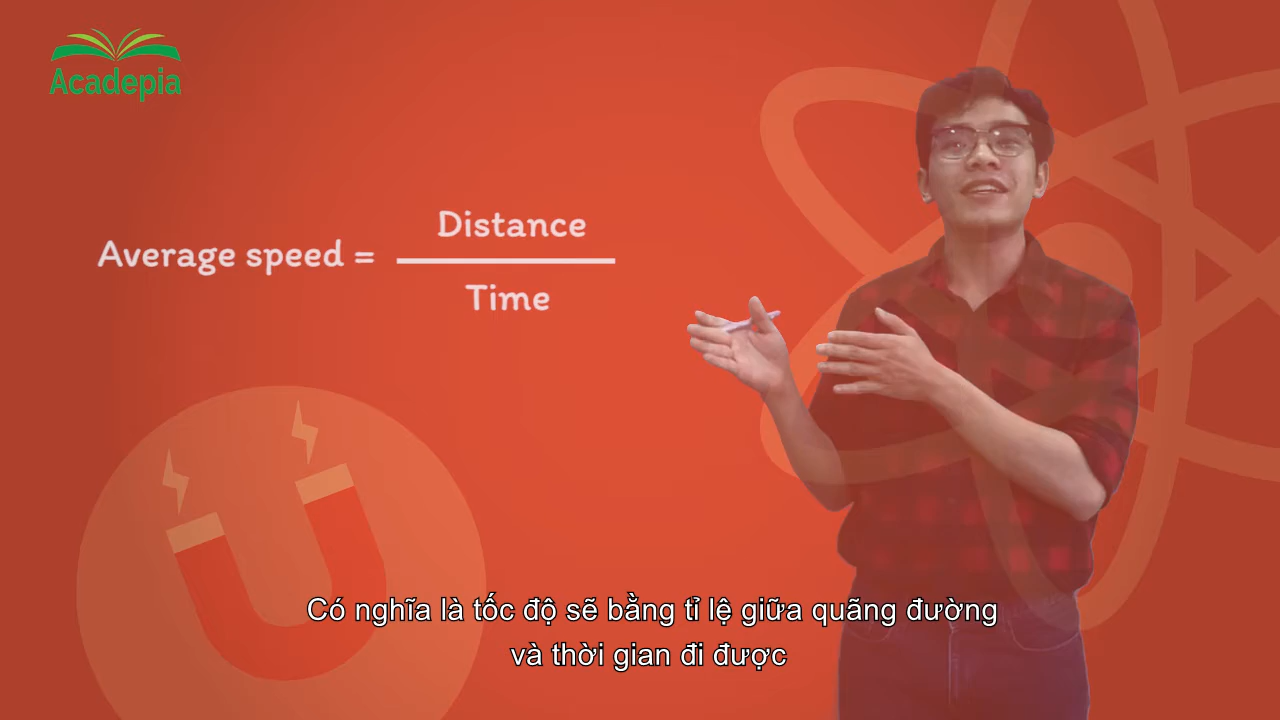 Acadepia
Distance
Average speed =
Time
Có nghĩa là tốc độ sẽ bằng tỉ lệ giữa quãng đường
và thời gian đi được